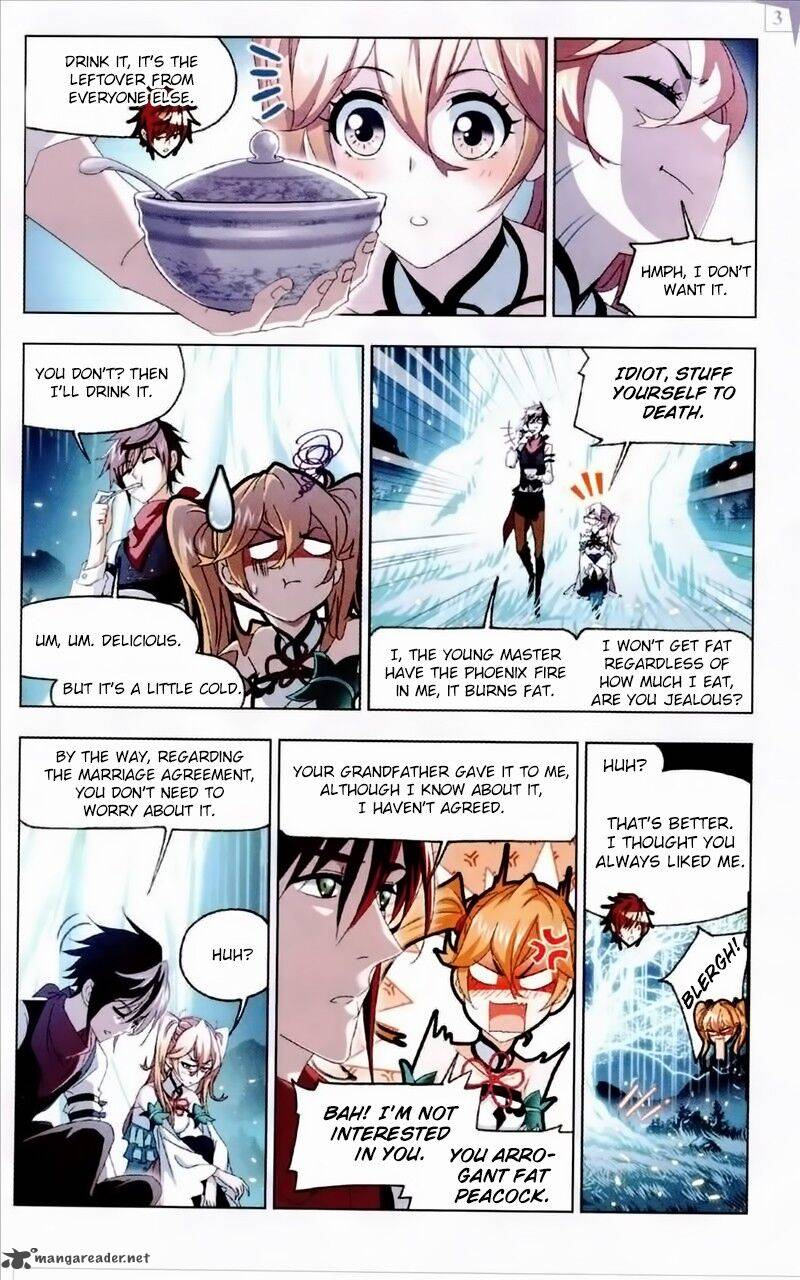 3
DRINK IT, IT'S THE
LEFTOVER FROM
EVERYONE ELSE.
HMPH, I DON'T
WANT IT.
YOU DON'T? THEN
I'LL DRINK IT.
UM, UM. DELICIOUS.
BUT IT'S A LITTLE COLD.
IDIOT, STUFF
YOURSELF TO
DEATH.
I, THE YOUNG MASTER
HAVE THE PHOENIX FIRE
IN ME, IT BURNS FAT.
I WON'T GET FAT
REGARDLESS OF
HOW MUCH I EAT,
ARE YOU JEALOUS?
BY THE WAY, REGARDING
THE MARRIAGE AGREEMENT,
YOU DON'T NEED TO
WORRY ABOUT IT.
HUH?
YOUR GRANDFATHER GAVE IT TO ME,
ALTHOUGH I KNOW ABOUT IT,
I HAVEN'T AGREED.
BAH! I'M NOT
INTERESTED
IN YOU.
YOU ARRO-
GANT FAT
PEACOCK.
HUH?
THAT'S BETTER.
I THOUGHT YOU
ALWAYS LIKED ME.
BLERGH!
mangareader.net